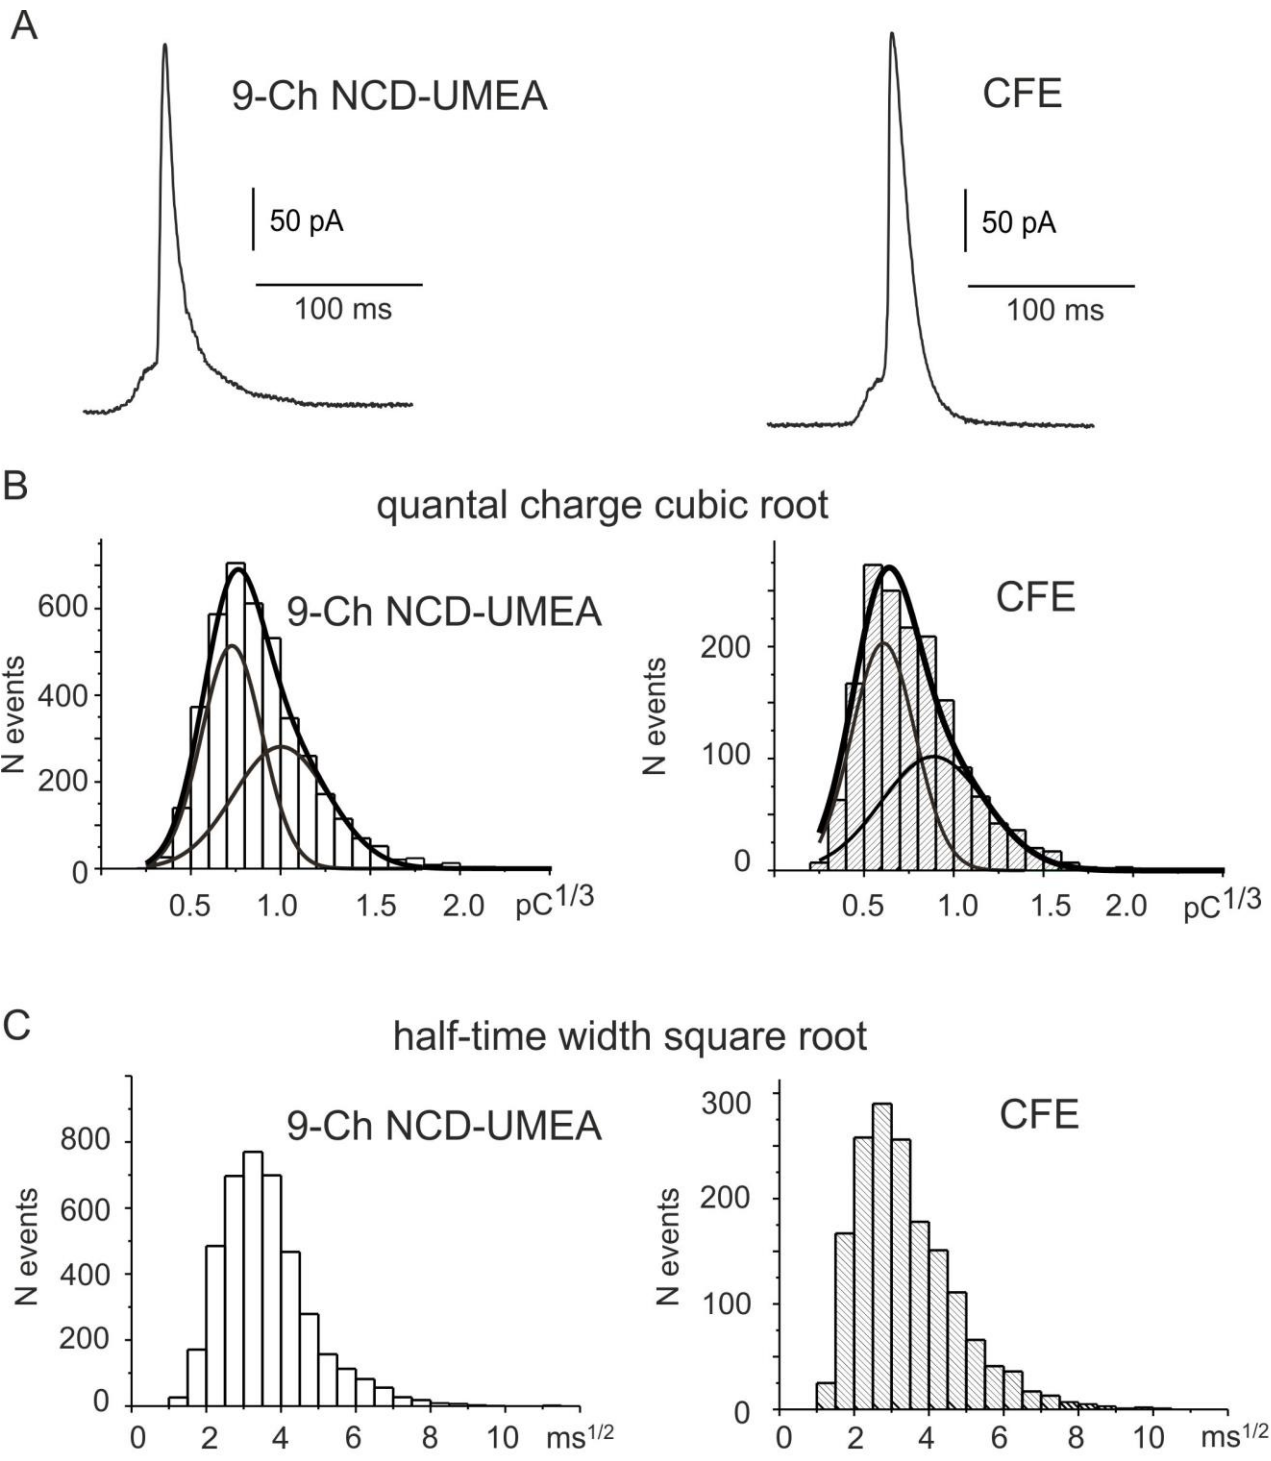 A
9-Ch NCD-UMEA
CFE
50 pA
50 pA
100 ms
100 ms
B
quantal charge cubic root
9-Ch NCD-UMEA
CFE
N events
600
400
200
0
0.5 1.0 1.5 2.0 pC1/3
N events
200
100
0
0.5 1.0 1.5 2.0 pC1/3
C
half-time width square root
9-Ch NCD-UMEA
CFE
N events
800
600
400
200
0
0 2 4 6 8 10 ms1/2
N events
300
200
100
0
0 2 4 6 8 10 ms1/2